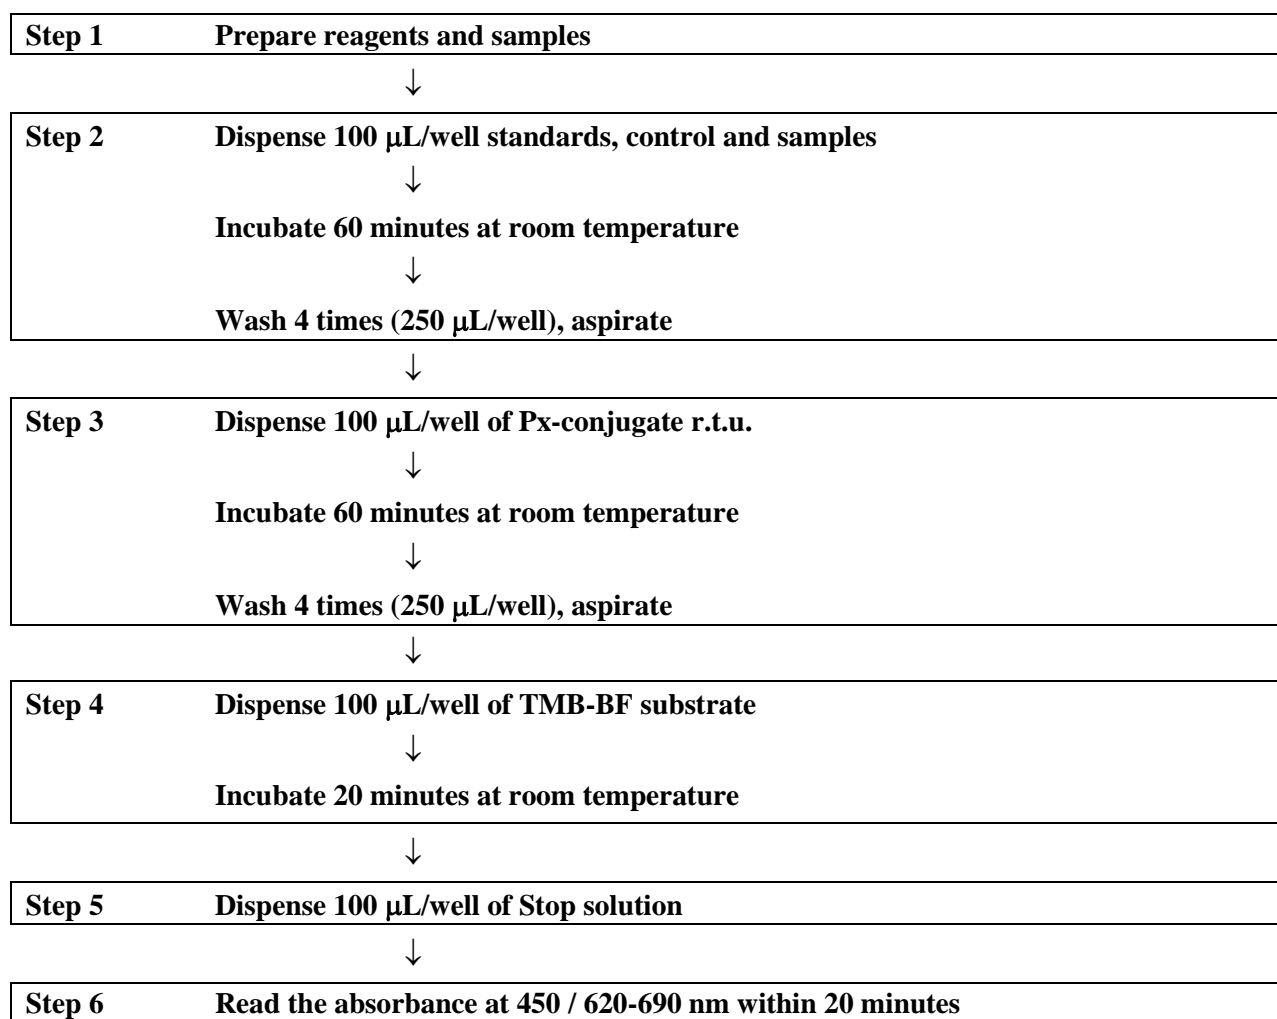 Step 1 Prepare reagents and samples
↓
Step 2 Dispense 100 µL/well standards, control and samples
↓
Incubate 60 minutes at room temperature
↓
Wash 4 times (250 µL/well), aspirate
↓
Step 3 Dispense 100 µL/well of Px-conjugate r.t.u.
↓
Incubate 60 minutes at room temperature
↓
Wash 4 times (250 µL/well), aspirate
↓
Step 4 Dispense 100 µL/well of TMB-BF substrate
↓
Incubate 20 minutes at room temperature
↓
Step 5 Dispense 100 µL/well of Stop solution
↓
Step 6 Read the absorbance at 450 / 620-690 nm within 20 minutes